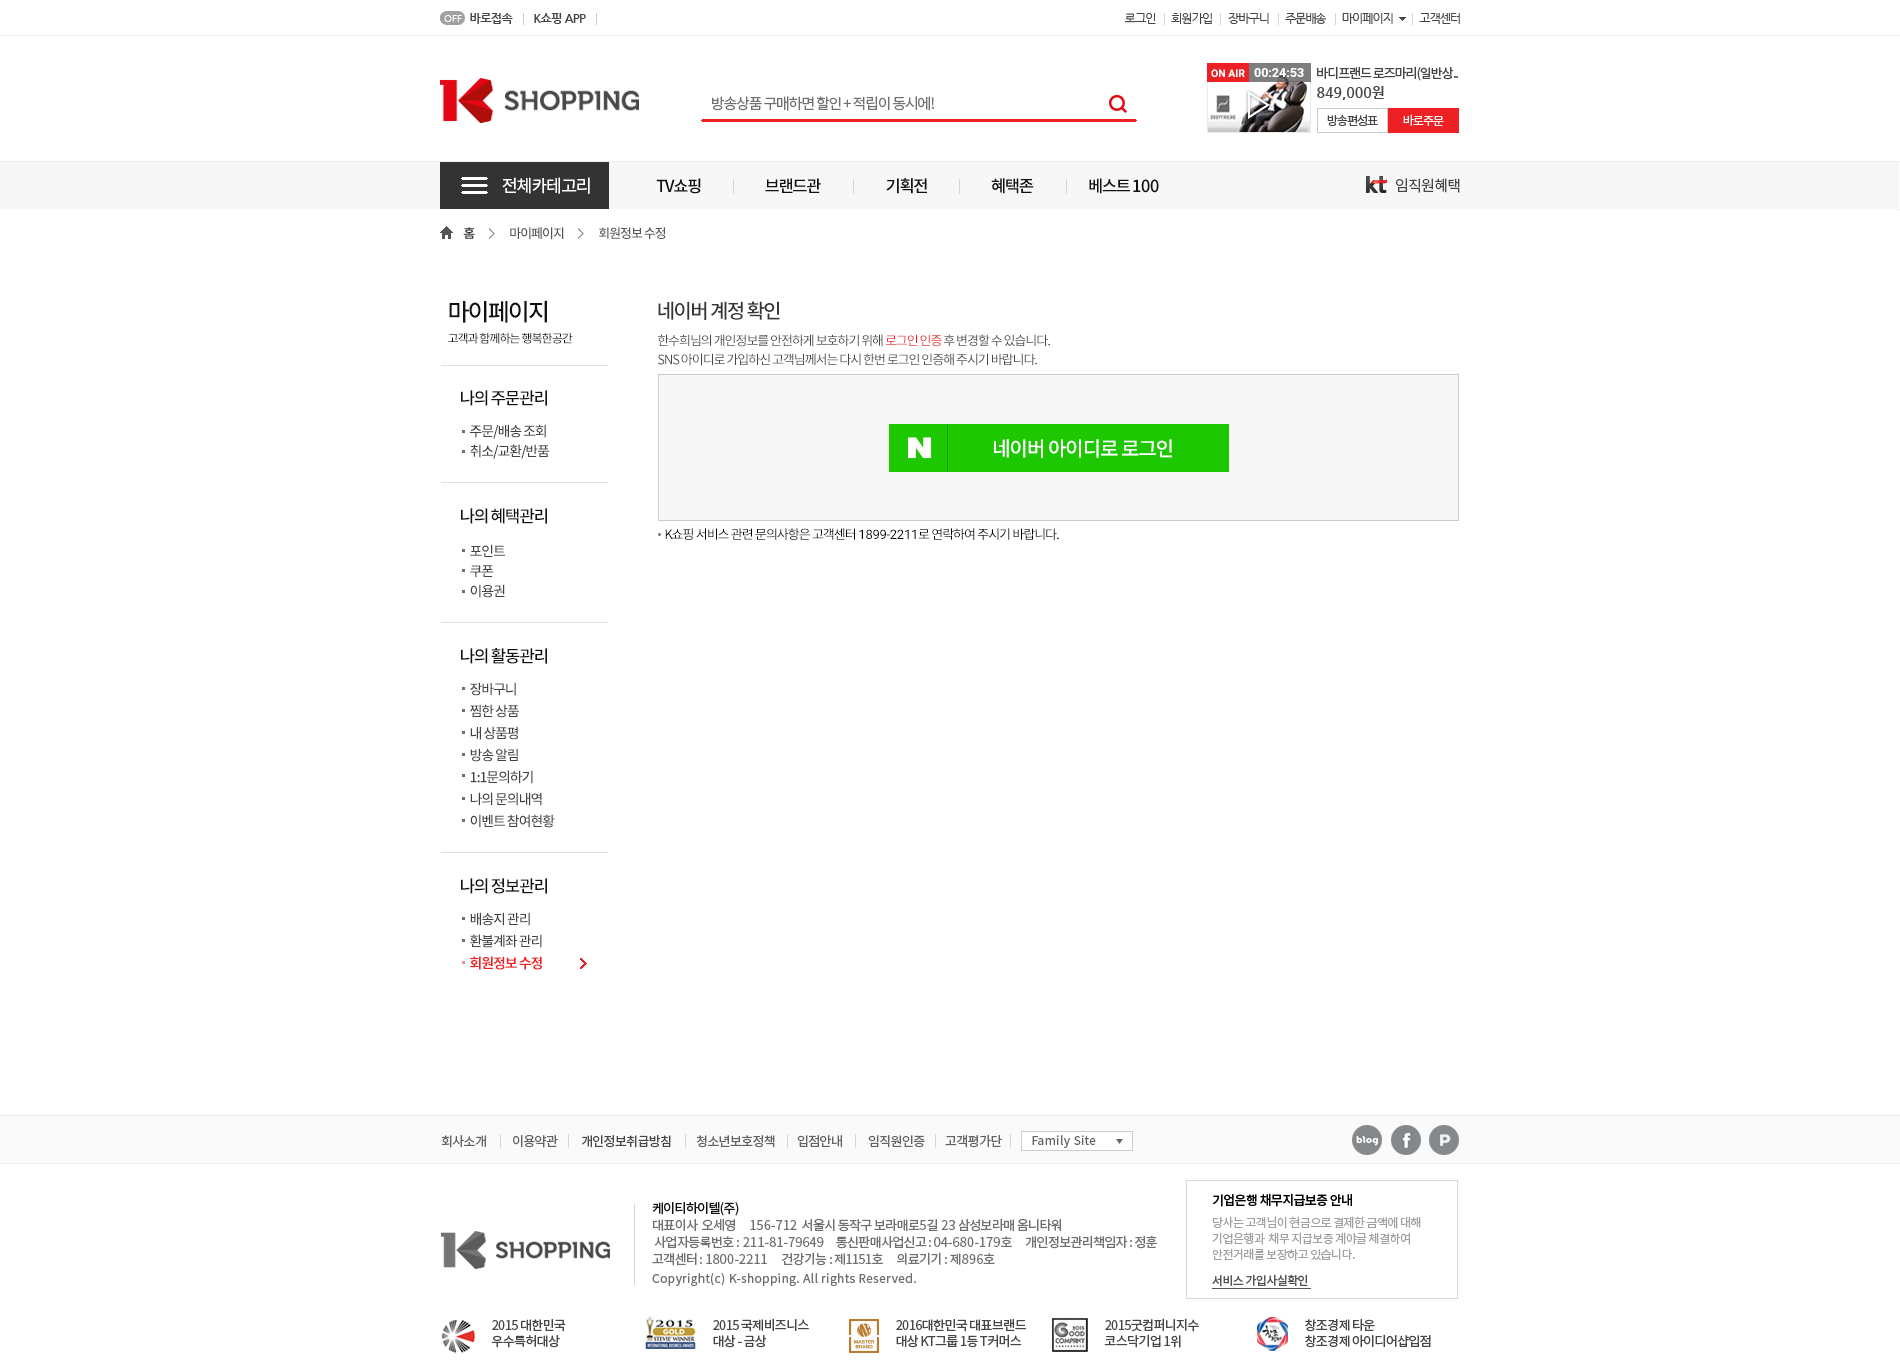 OFF 바로접속 K쇼핑 APP 로그인 회원가입 장바구니 주문배송 마이페이지 고객센터
K SHOPPING
방송상품 구매하면 할인 + 적립이 동시에!
ON AIR 00:24:53
BODYFRIEND
바디프랜드 로즈마리(일반상..
849,000원
방송편성표 바로주문
전체카테고리 TV쇼핑 브랜드관 기획전 혜택존 베스트 100 kt 임직원혜택
홈 마이페이지 회원정보 수정
마이페이지
고객과 함께하는 행복한공간
나의 주문관리
주문/배송 조회
취소/교환/반품
나의 혜택관리
포인트
쿠폰
이용권
나의 활동관리
장바구니
찜한 상품
내 상품평
방송 알림
1:1문의하기
나의 문의내역
이벤트 참여현황
나의 정보관리
배송지 관리
환불계좌 관리
회원정보 수정
네이버 계정 확인
한수희님의 개인정보를 안전하게 보호하기 위해 로그인 인증 후 변경할 수 있습니다.
SNS 아이디로 가입하신 고객님께서는 다시 한번 로그인 인증해 주시기 바랍니다.
N 네이버 아이디로 로그인
K쇼핑 서비스 관련 문의사항은 고객센터 1899-2211로 연락하여 주시기 바랍니다.
회사소개 이용약관 개인정보취급방침 청소년보호정책 입점안내 임직원인증 고객평가단 Family Site blog f P
K SHOPPING
케이티하이텔(주)
대표이사 오세영 156-712 서울시 동작구 보라매로5길 23 삼성보라매 옴니타워
사업자등록번호 : 211-81-79649 통신판매사업신고 : 04-680-179호 개인정보관리책임자 : 정훈
고객센터 : 1800-2211 건강기능 : 제1151호 의료기기 : 제896호
Copyright(c) K-shopping. All rights Reserved.
기업은행 채무지급보증 안내
당사는 고객님이 현금으로 결제한 금액에 대해
기업은행과 채무 지급보증 계야글 체결하여
안전거래를 보장하고 있습니다.
서비스 가입사실확인
2015 대한민국
우수특허대상
2015
GOLD
STEVIE WINNER
INTERNATIONAL BUSINESS AWARDS
2015 국제비즈니스
대상 - 금상
MASTER
BRAND
2016대한민국 대표브랜드
대상 KT그룹 1등 T커머스
GOOD
COMPANY
2015굿컴퍼니지수
코스닥기업 1위
창조경제 타운
창조경제 아이디어샵입점